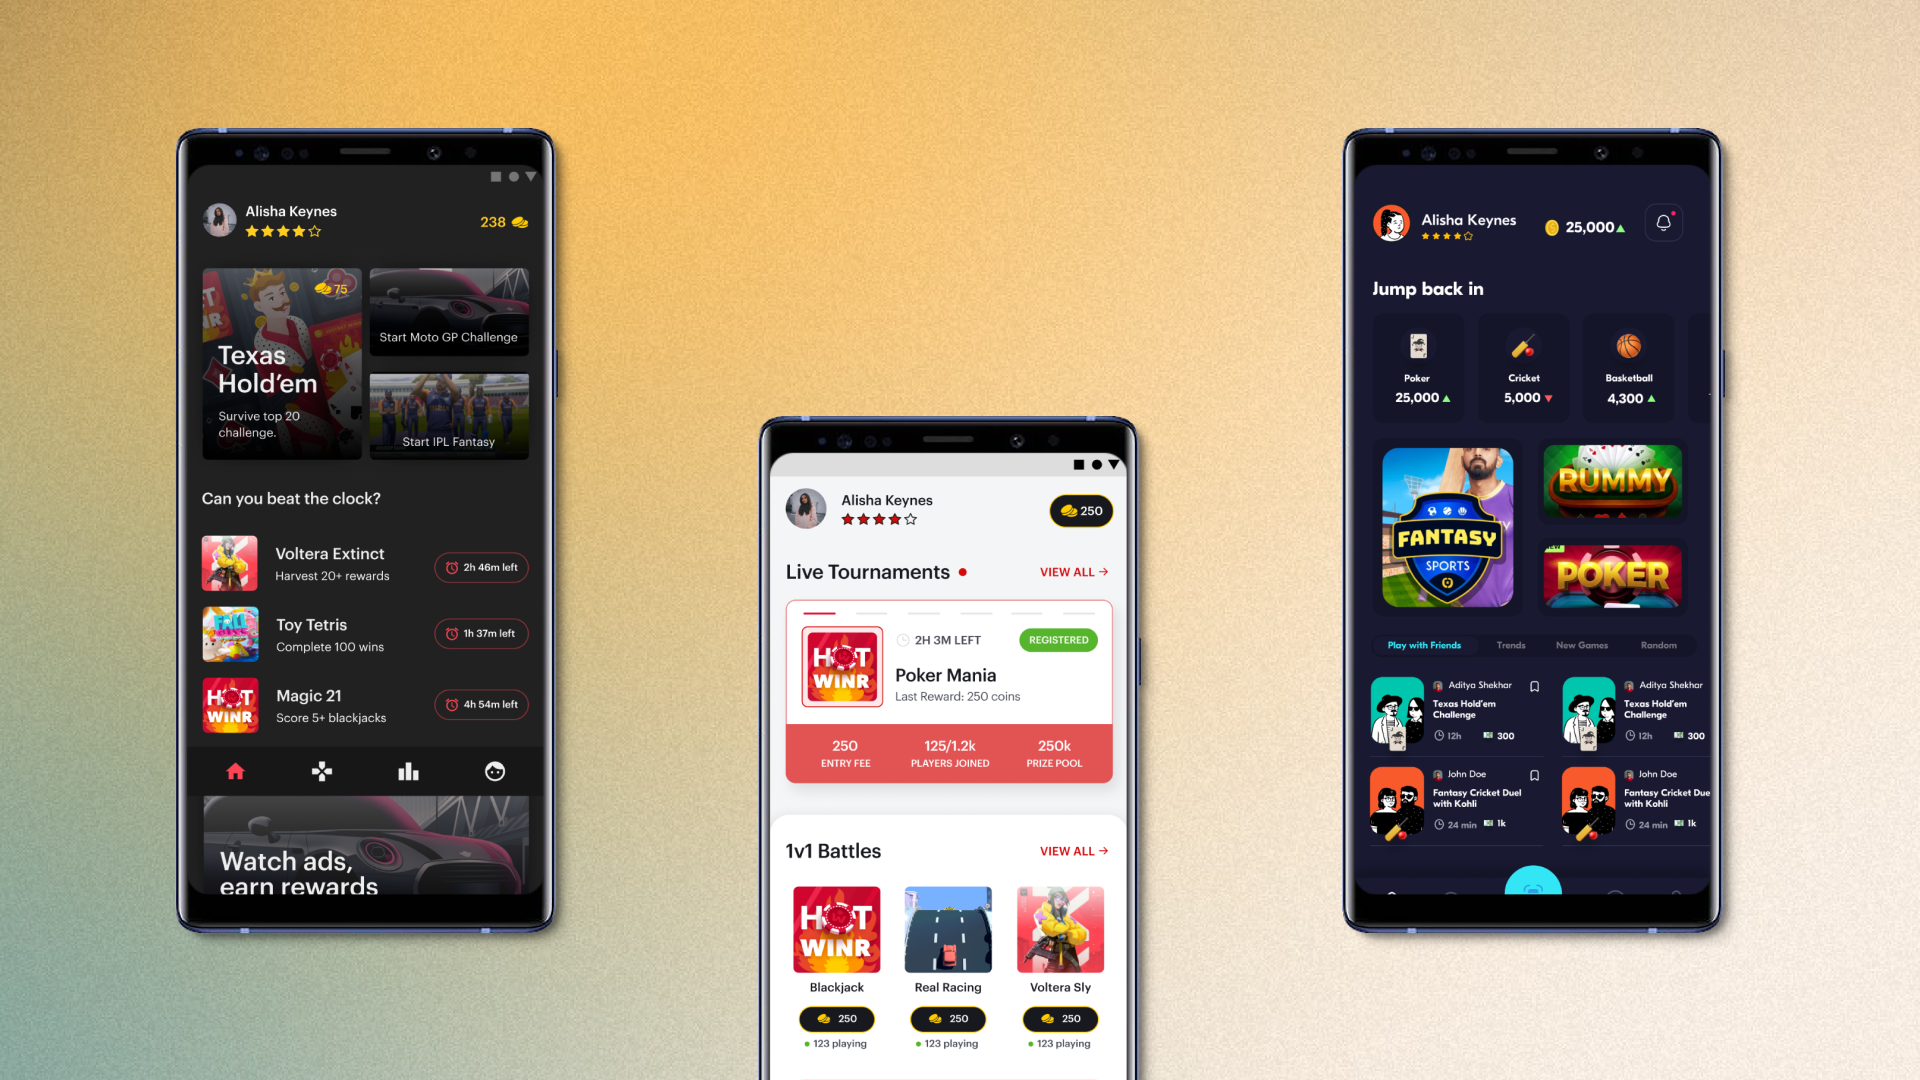 Alisha Keynes
238
75
Texas
Hold’em
Survive top 20
challenge.
Start Moto GP Challenge
Start IPL Fantasy
Can you beat the clock?
Voltera Extinct
Harvest 20+ rewards
2h 46m left
Toy Tetris
Complete 100 wins
1h 37m left
HOT
WINR
Magic 21
Score 5+ blackjacks
4h 54m left
Watch ads,
earn rewards
Alisha Keynes
250
Live Tournaments
VIEW ALL →
HOT
WINR
2H 3M LEFT
REGISTERED
Poker Mania
Last Reward: 250 coins
250
ENTRY FEE
125/1.2k
PLAYERS JOINED
250k
PRIZE POOL
1v1 Battles
VIEW ALL →
HOT
WINR
Blackjack
Real Racing
Voltera Sly
250
250
250
123 playing
123 playing
123 playing
Alisha Keynes
25,000
Jump back in
Poker
25,000
Cricket
5,000
Basketball
4,300
FANTASY
SPORTS
RUMMY
POKER
Play with Friends
Trends
New Games
Random
Aditya Shekhar
Texas Hold’em
Challenge
12h
300
Aditya Shekhar
Texas Hold’em
Challenge
12h
300
John Doe
Fantasy Cricket Duel
with Kohli
24 min
1k
John Doe
Fantasy Cricket Due
with Kohli
24 min
1k